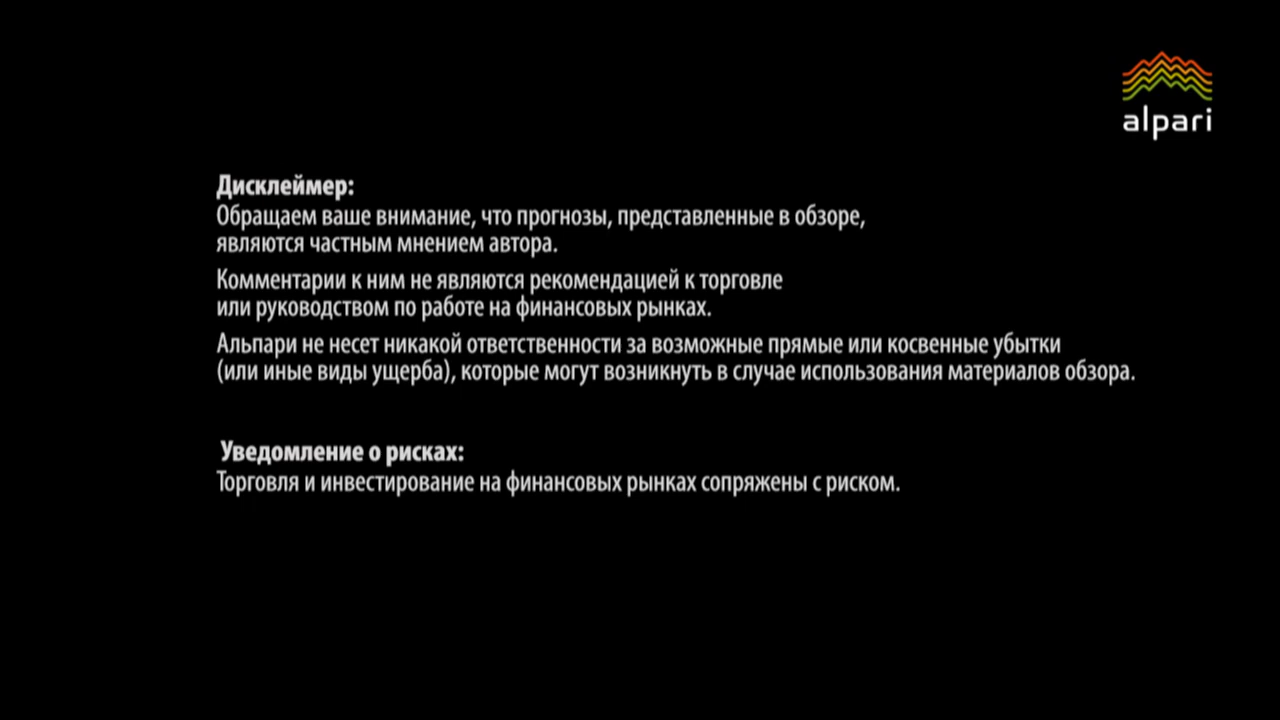 alpari
Дисклеймер:
Обращаем ваше внимание, что прогнозы, представленные в обзоре,
являются частным мнением автора.
Комментарии к ним не являются рекомендацией к торговле
или руководством по работе на финансовых рынках.
Альпари не несет никакой ответственности за возможные прямые или косвенные убытки
(или иные виды ущерба), которые могут возникнуть в случае использования материалов обзора.
Уведомление о рисках:
Торговля и инвестирование на финансовых рынках сопряжены с риском.